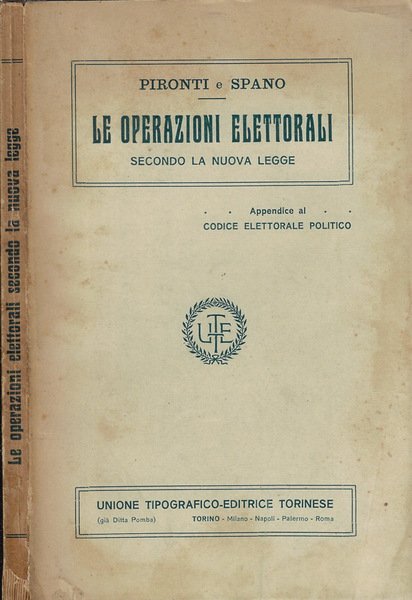 Le operazioni elettorali secondo la nuova legge
PIRONTI e SPANO
LE OPERAZIONI ELETTORALI
SECONDO LA NUOVA LEGGE
. . Appendice al . .
CODICE ELETTORALE POLITICO
UTET
UNIONE TIPOGRAFICO-EDITRICE TORINESE
(già Ditta Pomba) TORINO - Milano - Napoli - Palermo - Roma